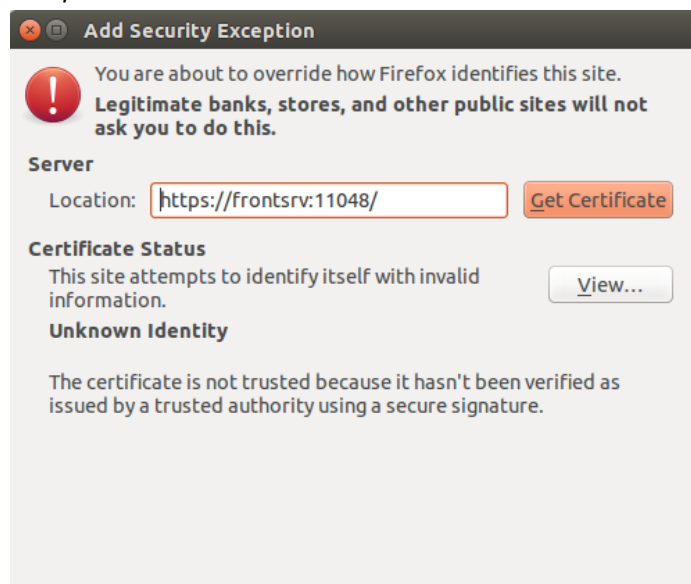 Add Security Exception
You are about to override how Firefox identifies this site.
Legitimate banks, stores, and other public sites will not
ask you to do this.
Server
Location: https://frontsrv:11048/ Get Certificate
Certificate Status
This site attempts to identify itself with invalid
information.
View...
Unknown Identity
The certificate is not trusted because it hasn't been verified as
issued by a trusted authority using a secure signature.